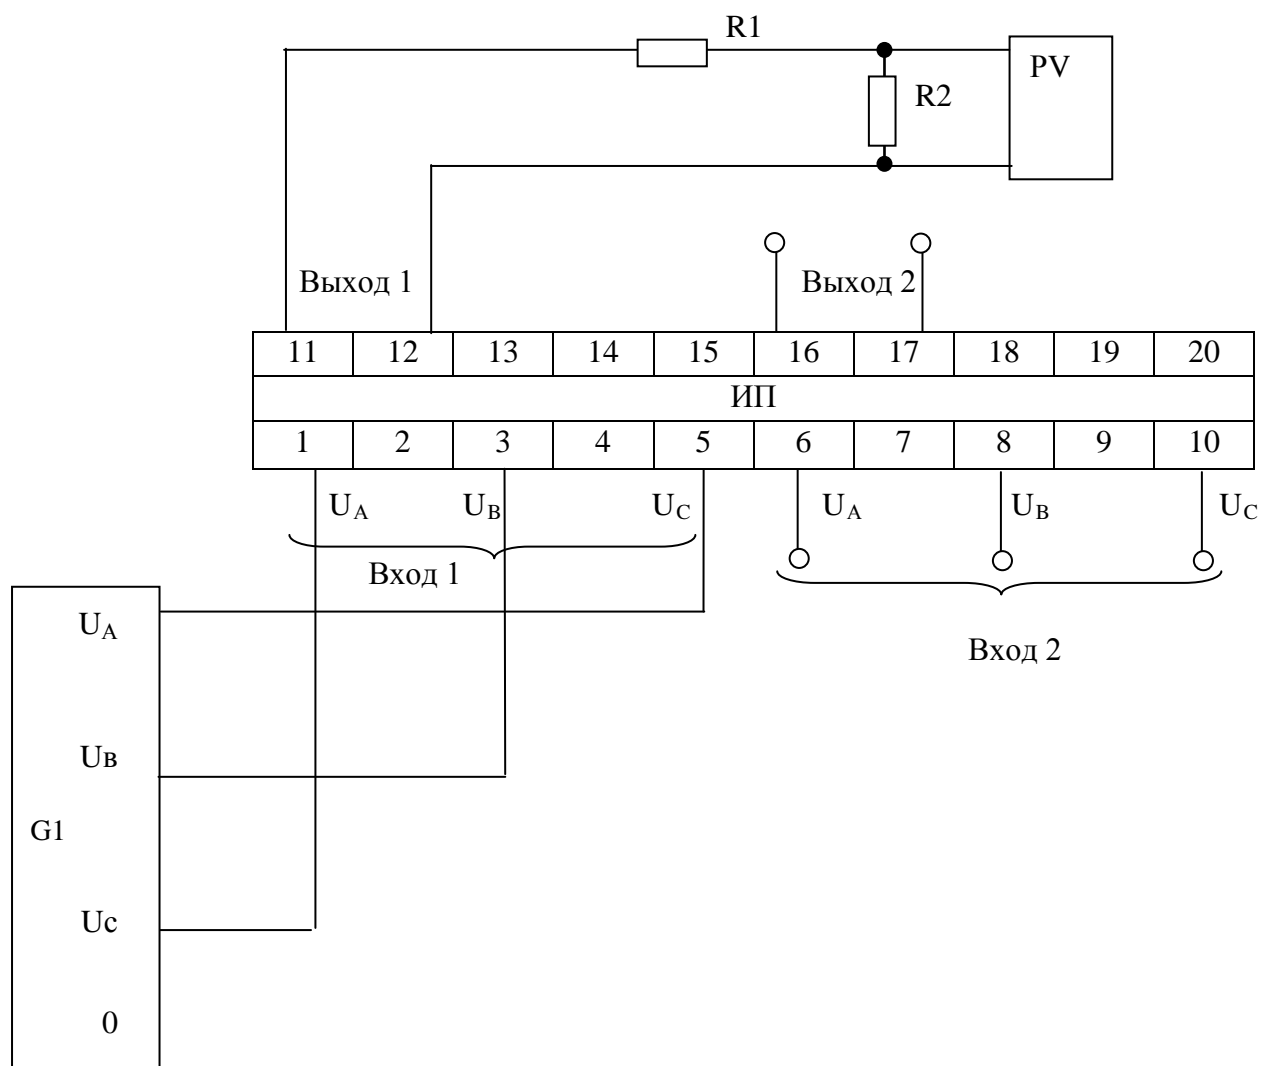 R1
PV
R2
Выход 1
Выход 2
11 12 13 14 15 16 17 18 19 20
ИП
1 2 3 4 5 6 7 8 9 10
UA UB UC UA UB UC
Вход 1
UA
Вход 2
UB
G1
Uc
0